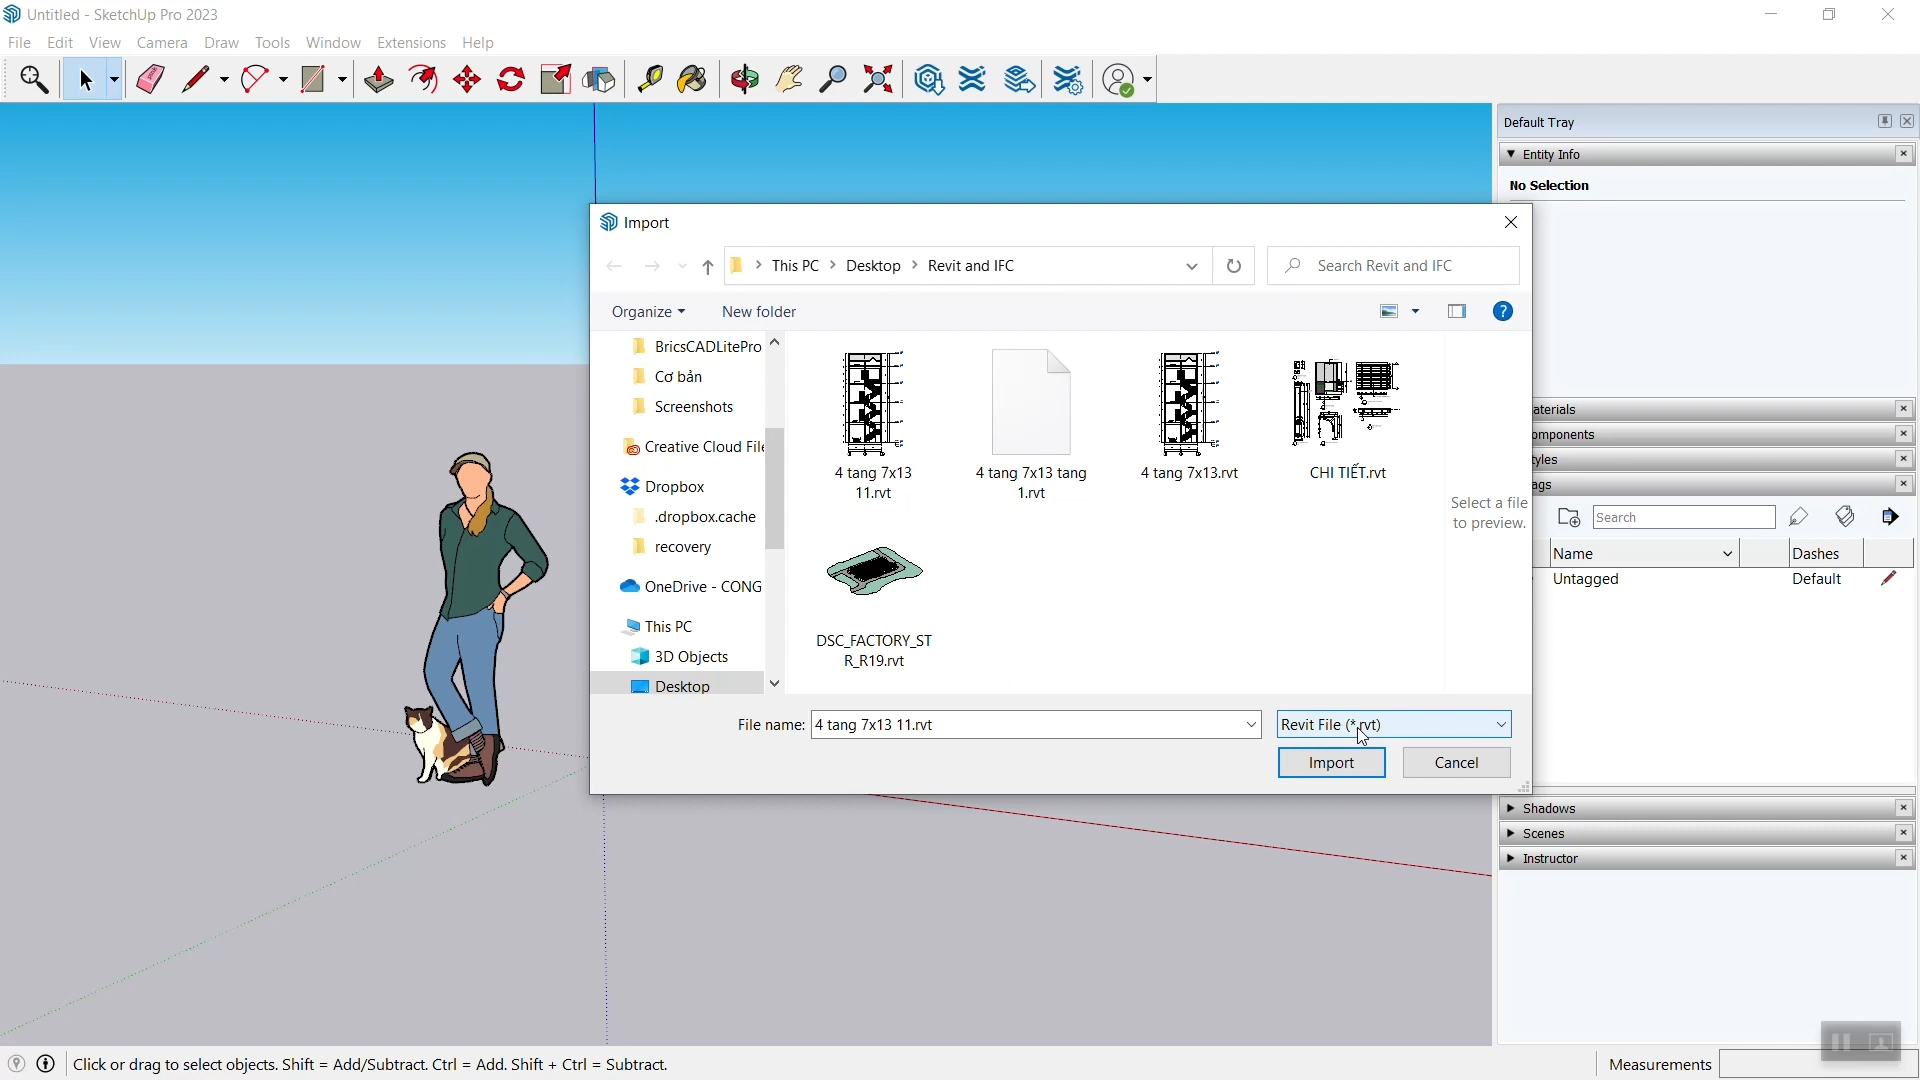 Untitled - SketchUp Pro 2023
File Edit View Camera Draw Tools Window Extensions Help
Default Tray
Entity Info
No Selection
Import
This PC > Desktop > Revit and IFC
Search Revit and IFC
Organize
New folder
BricsCADLitePro
Cơ bản
Screenshots
Creative Cloud File
Dropbox
.dropbox.cache
recovery
OneDrive - CONG
This PC
3D Objects
Desktop
4 tang 7x13
11.rvt
4 tang 7x13 tang
1.rvt
4 tang 7x13.rvt
CHI TIẾT.rvt
DSC_FACTORY_ST
R_R19.rvt
Select a file
to preview.
File name: 4 tang 7x13 11.rvt
Revit File (*.rvt)
Import
Cancel
aterials
omponents
tyles
ags
Search
Name
Dashes
Untagged
Default
Shadows
Scenes
Instructor
Click or drag to select objects. Shift = Add/Subtract. Ctrl = Add. Shift + Ctrl = Subtract.
Measurements